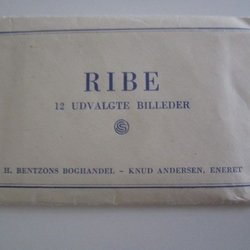 RIBE
12 UDVALGTE BILLEDER
H. BENTZONS BOGHANDEL - KNUD ANDERSEN, ENERET